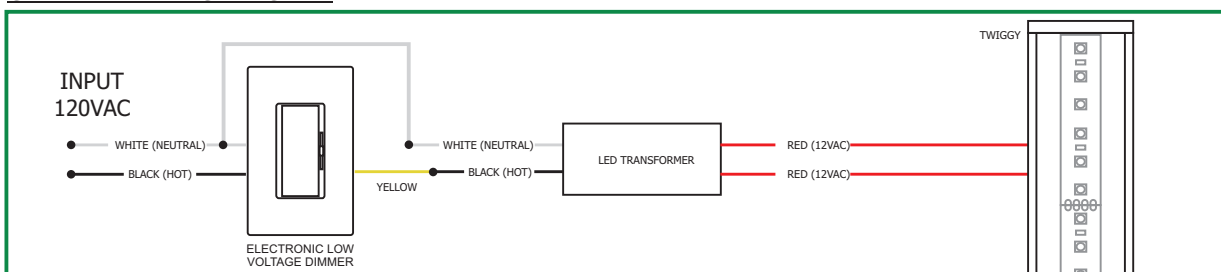 TWIGGY
INPUT
120VAC
WHITE (NEUTRAL)
WHITE (NEUTRAL)
RED (12VAC)
LED TRANSFORMER
BLACK (HOT)
BLACK (HOT)
RED (12VAC)
YELLOW
ELECTRONIC LOW
VOLTAGE DIMMER